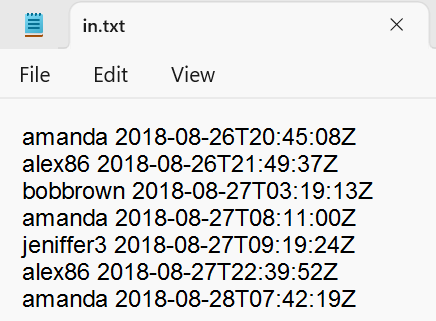 in.txt
File Edit View
amanda 2018-08-26T20:45:08Z
alex86 2018-08-26T21:49:37Z
bobbrown 2018-08-27T03:19:13Z
amanda 2018-08-27T08:11:00Z
jeniffer3 2018-08-27T09:19:24Z
alex86 2018-08-27T22:39:52Z
amanda 2018-08-28T07:42:19Z